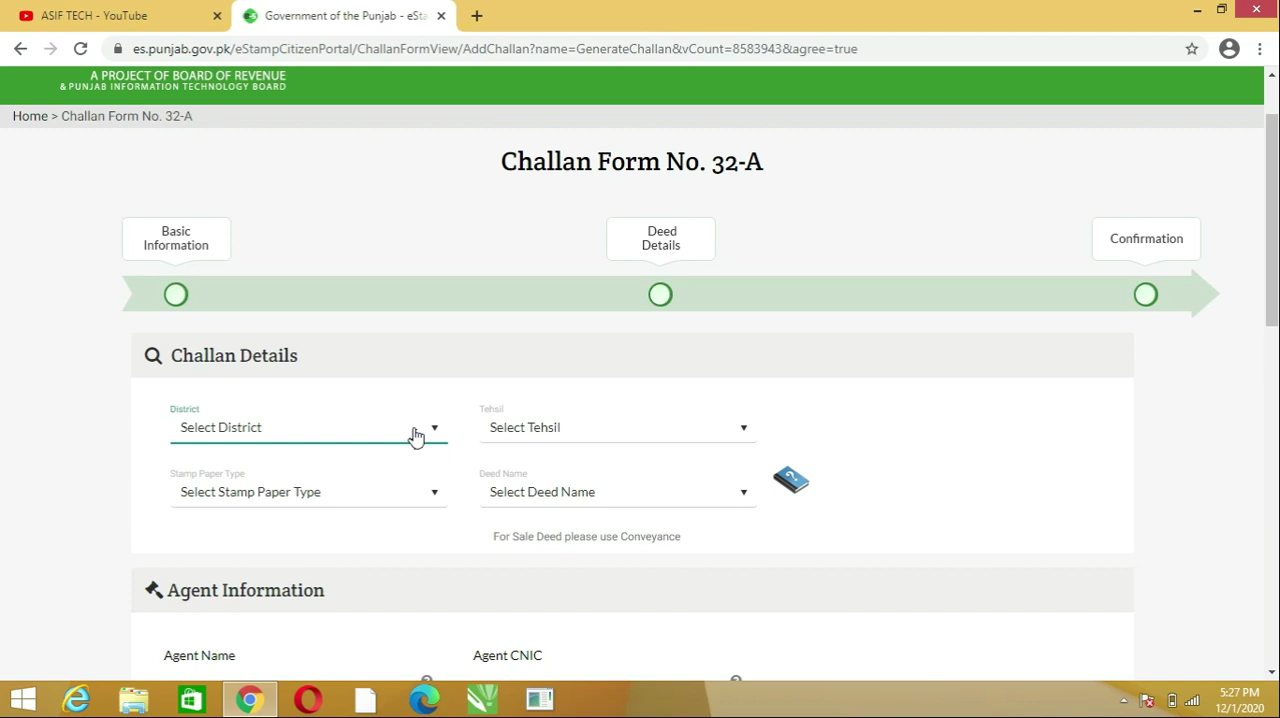 ASIF TECH - YouTube
Government of the Punjab - eSta
es.punjab.gov.pk/eStampCitizenPortal/ChallanFormView/AddChallan?name=GenerateChallan&vCount=8583943&agree=true
A PROJECT OF BOARD OF REVENUE
& PUNJAB INFORMATION TECHNOLOGY BOARD
Home > Challan Form No. 32-A
Challan Form No. 32-A
Basic
Information
Deed
Details
Confirmation
Challan Details
District
Tehsil
Select District
Select Tehsil
Stamp Paper Type
Deed Name
Select Stamp Paper Type
Select Deed Name
For Sale Deed please use Conveyance
Agent Information
Agent Name
Agent CNIC
5:27 PM
12/1/2020